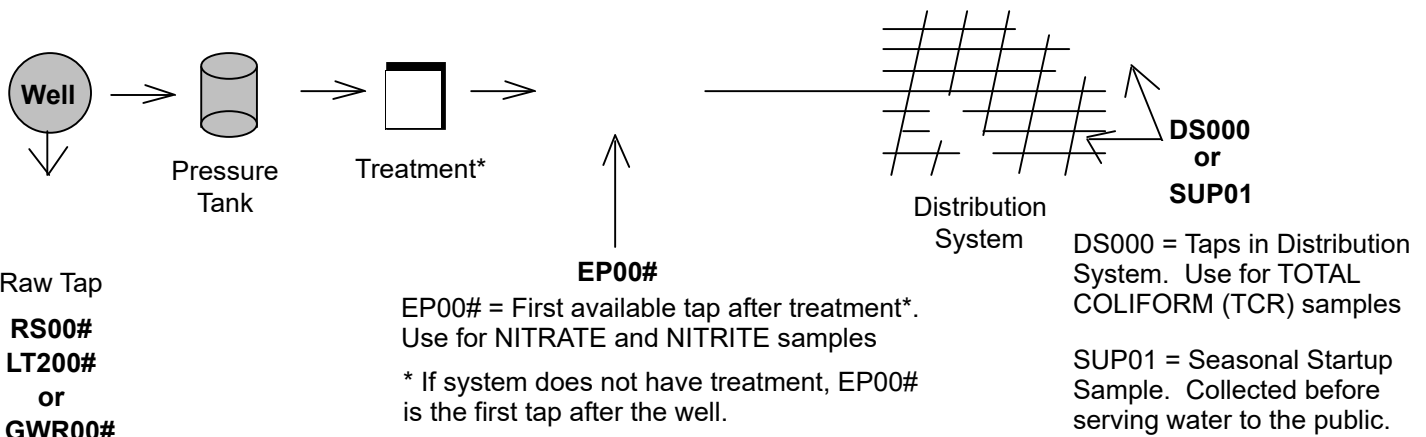 Well
Pressure
Tank
Treatment*
Distribution
System
DS000
or
SUP01
Raw Tap
RS00#
LT200#
or
GWR00#
EP00#
EP00# = First available tap after treatment*.
Use for NITRATE and NITRITE samples
* If system does not have treatment, EP00#
is the first tap after the well.
DS000 = Taps in Distribution
System. Use for TOTAL
COLIFORM (TCR) samples
SUP01 = Seasonal Startup
Sample. Collected before
serving water to the public.